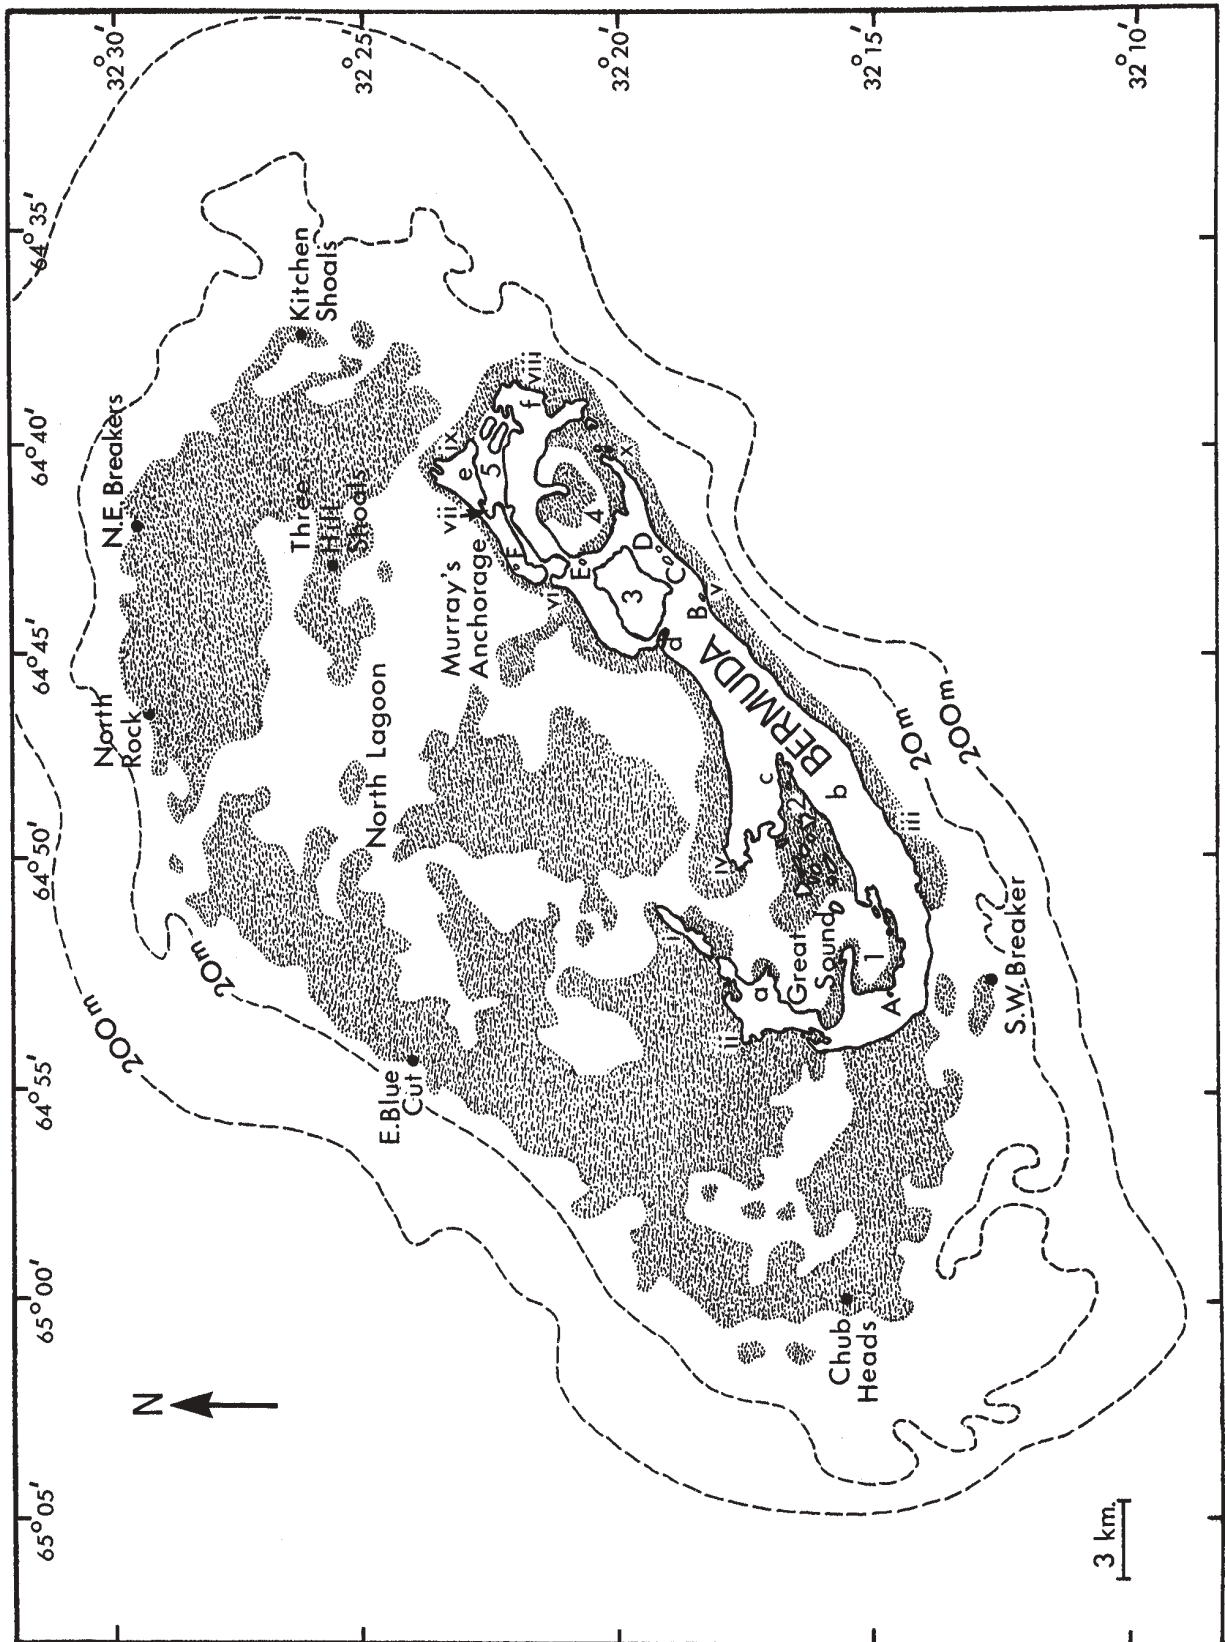 65°05'
65°00'
64°55'
64°50'
64°45'
64°40'
64°35'
32°30'
32°25'
32°20'
32°15'
32°10'
N
200m
20m
North
Rock
N.E. Breakers
Three
Hill
Shoals
Kitchen
Shoals
E.Blue
Cut
North Lagoon
Murray's
Anchorage
vii
ix
e
5
F
vi
f
viii
4
E
x
3
D
C
d
B
v
BERMUDA
i
iv
ii
a
c
2
Great
Sound
b
1
A
iii
Chub
Heads
20m
200m
S.W. Breaker
3 km.